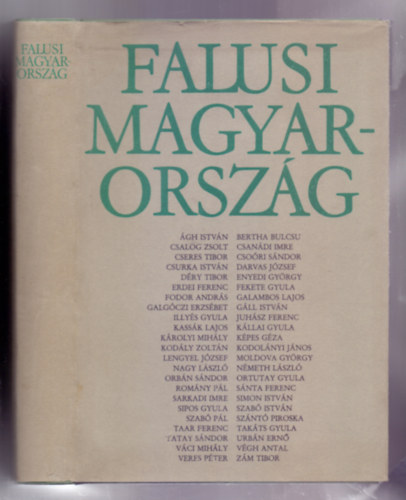 FALUSI
MAGYAR-
ORSZÁG
FALUSI
MAGYAR-
ORSZÁG
ÁGH ISTVÁN
CSALOG ZSOLT
CSERES TIBOR
CSURKA ISTVÁN
DÉRY TIBOR
ERDEI FERENC
FODOR ANDRÁS
GALGÓCZI ERZSÉBET
ILLYÉS GYULA
KASSÁK LAJOS
KÁROLYI MIHÁLY
KODÁLY ZOLTÁN
LENGYEL JÓZSEF
NAGY LÁSZLÓ
ORBÁN SÁNDOR
ROMÁNY PÁL
SARKADI IMRE
SIPOS GYULA
SZABÓ PÁL
TAAR FERENC
TATAY SÁNDOR
VÁCI MIHÁLY
VERES PÉTER
BERTHA BULCSU
CSANÁDI IMRE
CSOÓRI SÁNDOR
DARVAS JÓZSEF
ENYEDI GYÖRGY
FEKETE GYULA
GALAMBOS LAJOS
GÁLL ISTVÁN
JUHÁSZ FERENC
KÁLLAI GYULA
KÉPES GÉZA
KODOLÁNYI JÁNOS
MOLDOVA GYÖRGY
NÉMETH LÁSZLÓ
ORTUTAY GYULA
SÁNTA FERENC
SIMON ISTVÁN
SZABÓ ISTVÁN
SZÁNTÓ PIROSKA
TAKÁTS GYULA
URBÁN ERNŐ
VÉGH ANTAL
ZÁM TIBOR